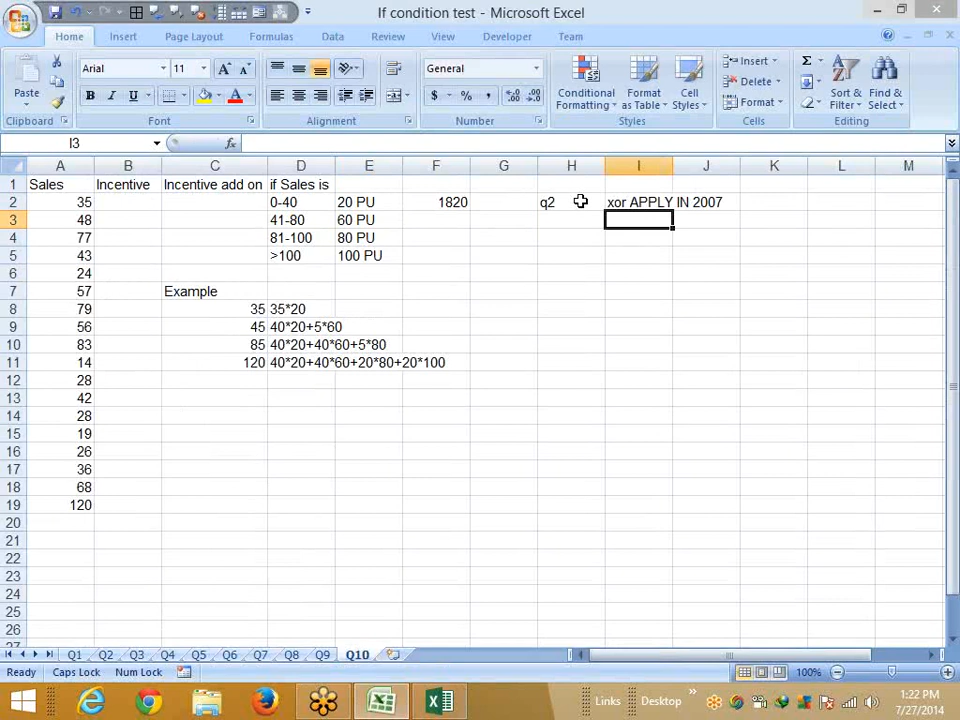 If condition test - Microsoft Excel
Home Insert Page Layout Formulas Data Review View Developer Team
Paste
Clipboard
Arial 11
B I U
Font
Alignment
General
$ % ,
Number
Conditional Formatting
Format as Table
Cell Styles
Styles
Insert
Delete
Format
Cells
Σ
Sort & Filter
Find & Select
Editing
I3 fx
A B C D E F G H I J K L M
1 Sales Incentive Incentive add on if Sales is
2 35 0-40 20 PU 1820 q2 xor APPLY IN 2007
3 48 41-80 60 PU
4 77 81-100 80 PU
5 43 >100 100 PU
6 24
7 57 Example
8 79 35 35*20
9 56 45 40*20+5*60
10 83 85 40*20+40*60+5*80
11 14 120 40*20+40*60+20*80+20*100
12 28
13 42
14 28
15 19
16 26
17 36
18 68
19 120
20
21
22
23
24
25
26
27
Q1 Q2 Q3 Q4 Q5 Q6 Q7 Q8 Q9 Q10
Ready Caps Lock Num Lock 100%
Links Desktop
1:22 PM
7/27/2014